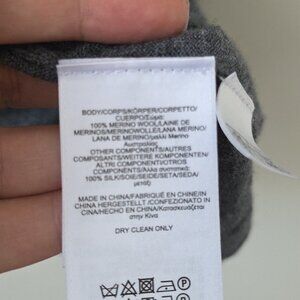 BODY/CORPS/KÖRPER/CORPETTO/
CUERPO/Σώμα:
100% MERINO WOOL/LAINE DE
MERINOS/MERINOWOLLE/LANA MERINO/
LANA DE MERINO/μαλλί Merino
Αυστραλίας
OTHER COMPONENTS/AUTRES
COMPOSANTS/WEITERE KOMPONENTEN/
ALTRI COMPONENTI/OTROS
COMPONENTES:
100% SILK/SOIE/SEIDE/SETA/SEDA/
μετάξι
MADE IN CHINA/FABRIQUÉ EN CHINE/IN
CHINA HERGESTELLT /CONFEZIONATO IN
CINA/HECHO EN CHINA/Κατασκευάζεται
στην Κίνα
DRY CLEAN ONLY